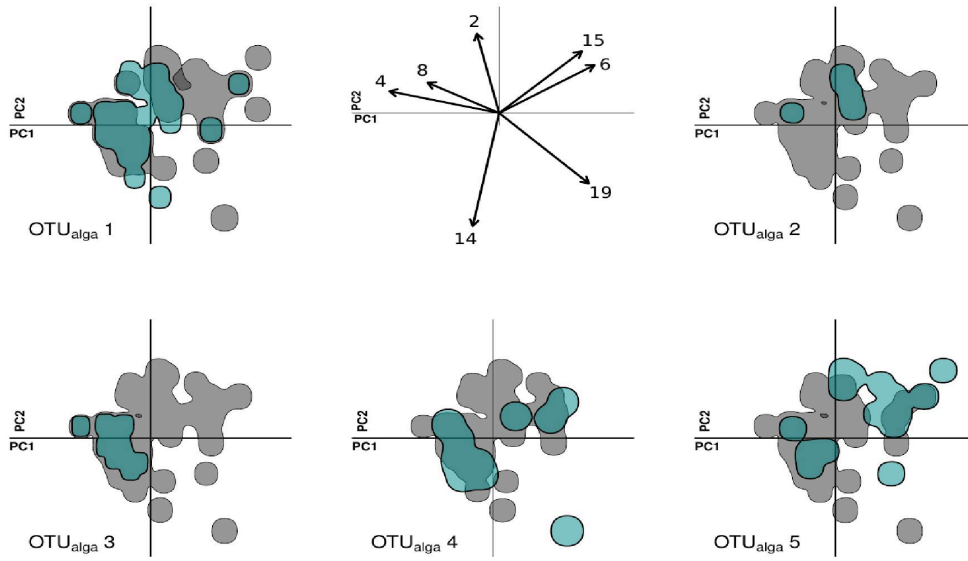 PC2
PC1
OTUalga 1
2
15
6
8
4
PC2
PC1
19
14
PC2
PC1
OTUalga 2
PC2
PC1
OTUalga 3
PC2
PC1
OTUalga 4
PC2
PC1
OTUalga 5